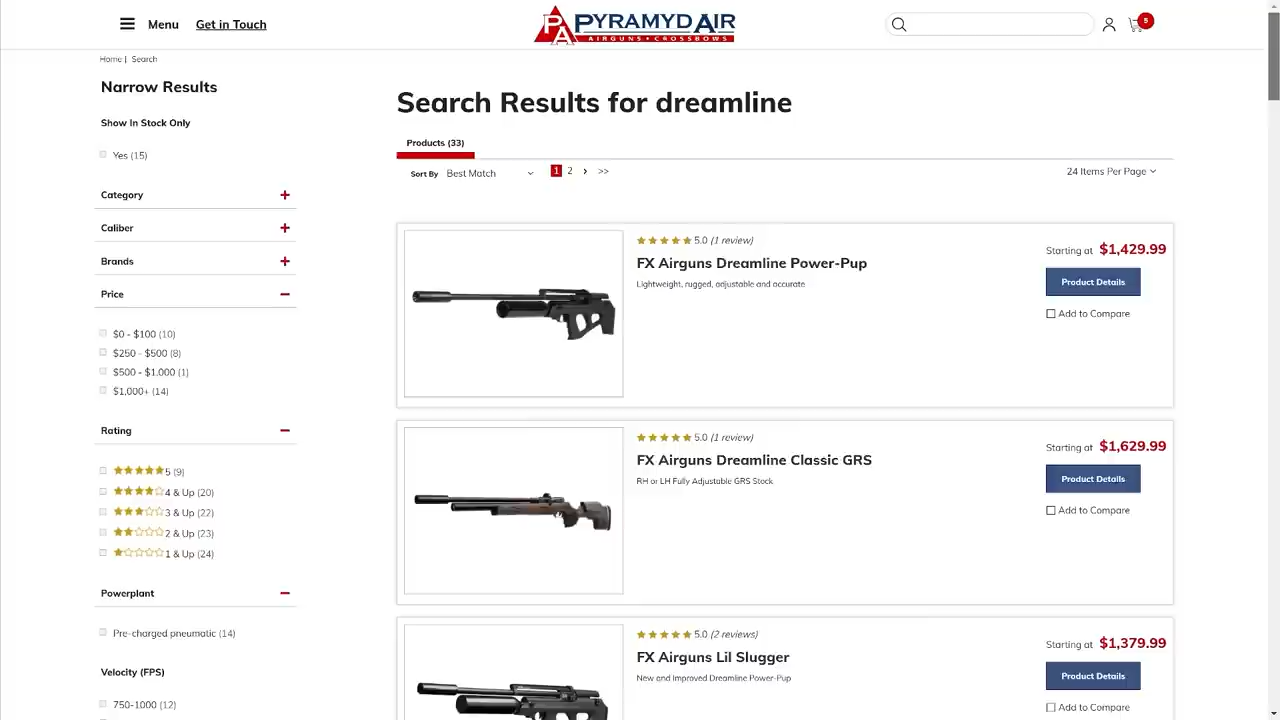 Menu
Get in Touch
PYRAMYD AIR
PA
AIRGUNS • CROSSBOWS
5
Home | Search
Narrow Results
Show In Stock Only
Yes (15)
Category
Caliber
Brands
Price
$0 - $100 (10)
$250 - $500 (8)
$500 - $1,000 (1)
$1,000+ (14)
Rating
5 (9)
4 & Up (20)
3 & Up (22)
2 & Up (23)
1 & Up (24)
Powerplant
Pre-charged pneumatic (14)
Velocity (FPS)
Search Results for dreamline
Products (33)
Sort By Best Match
1 2 › >>
24 Items Per Page
5.0 (1 review)
FX Airguns Dreamline Power-Pup
Lightweight, rugged, adjustable and accurate
Starting at $1,429.99
Product Details
Add to Compare
5.0 (1 review)
FX Airguns Dreamline Classic GRS
RH or LH Fully Adjustable GRS Stock
Starting at $1,629.99
Product Details
Add to Compare
5.0 (2 reviews)
FX Airguns Lil Slugger
New and Improved Dreamline Power-Pup
Starting at $1,379.99
Product Details
Add to Compare